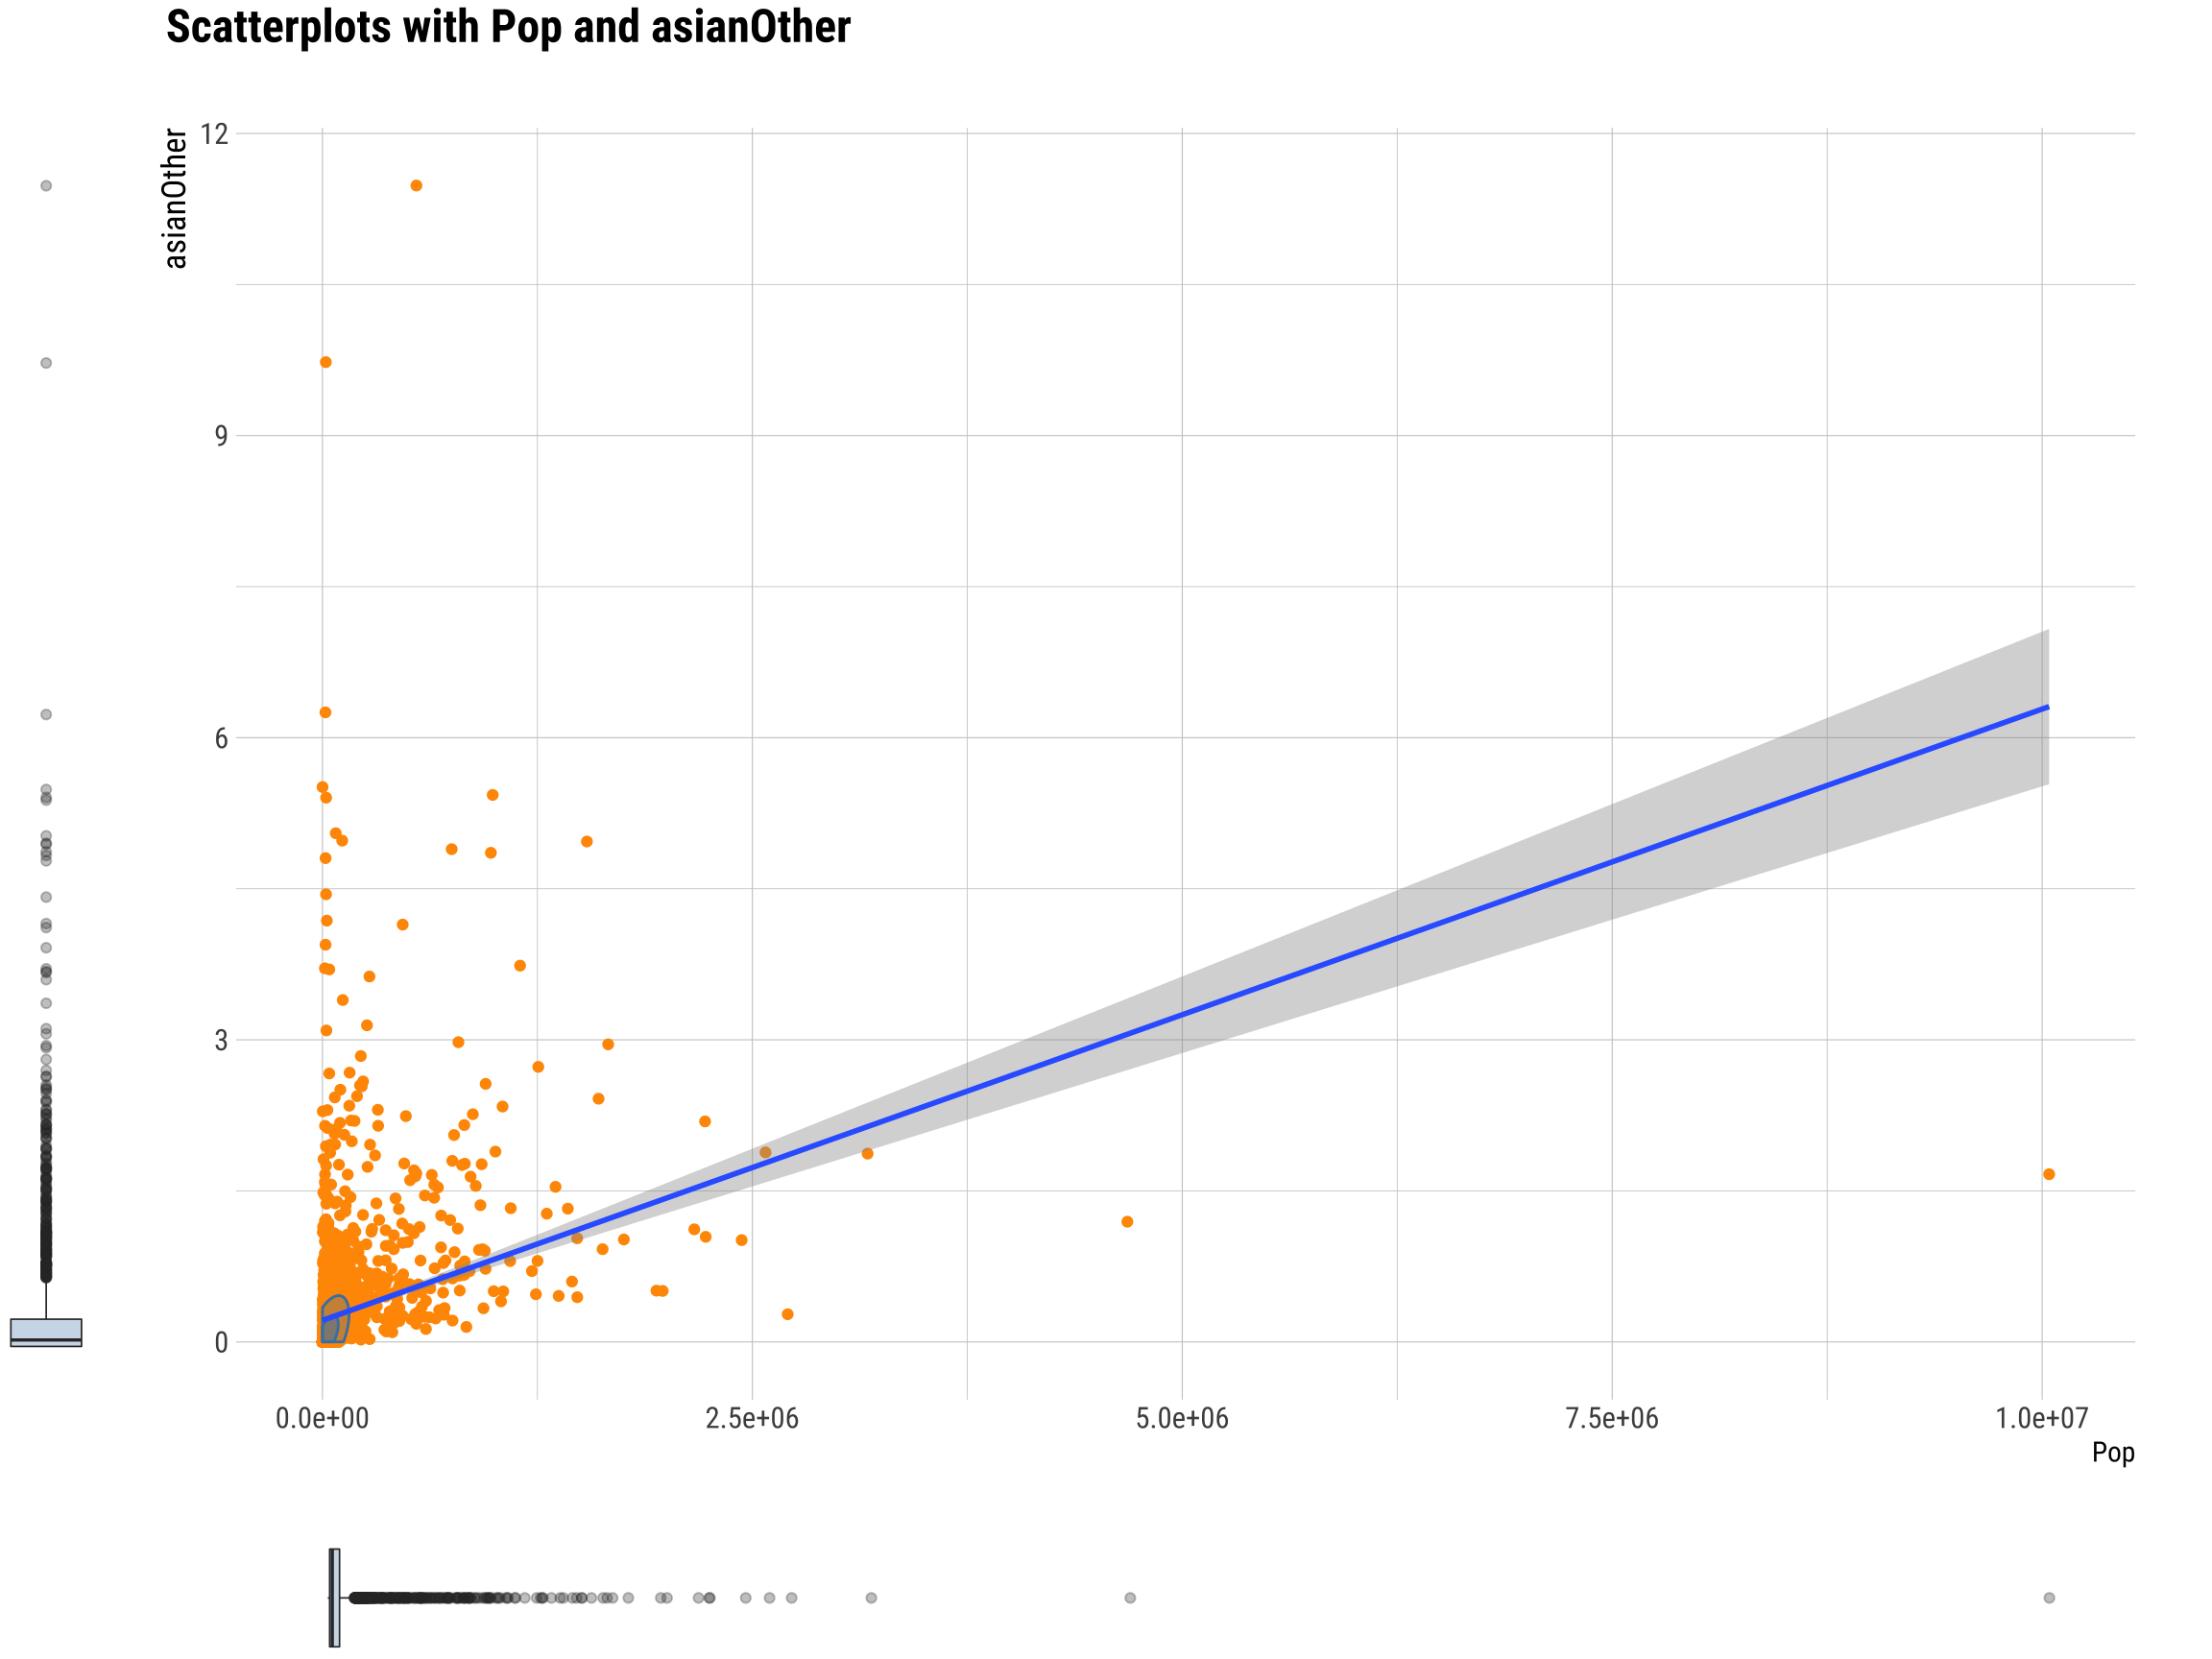 Scatterplots with Pop and asianOther
asianOther
12
9
6
3
0
0.0e+00 2.5e+06 5.0e+06 7.5e+06 1.0e+07
Pop